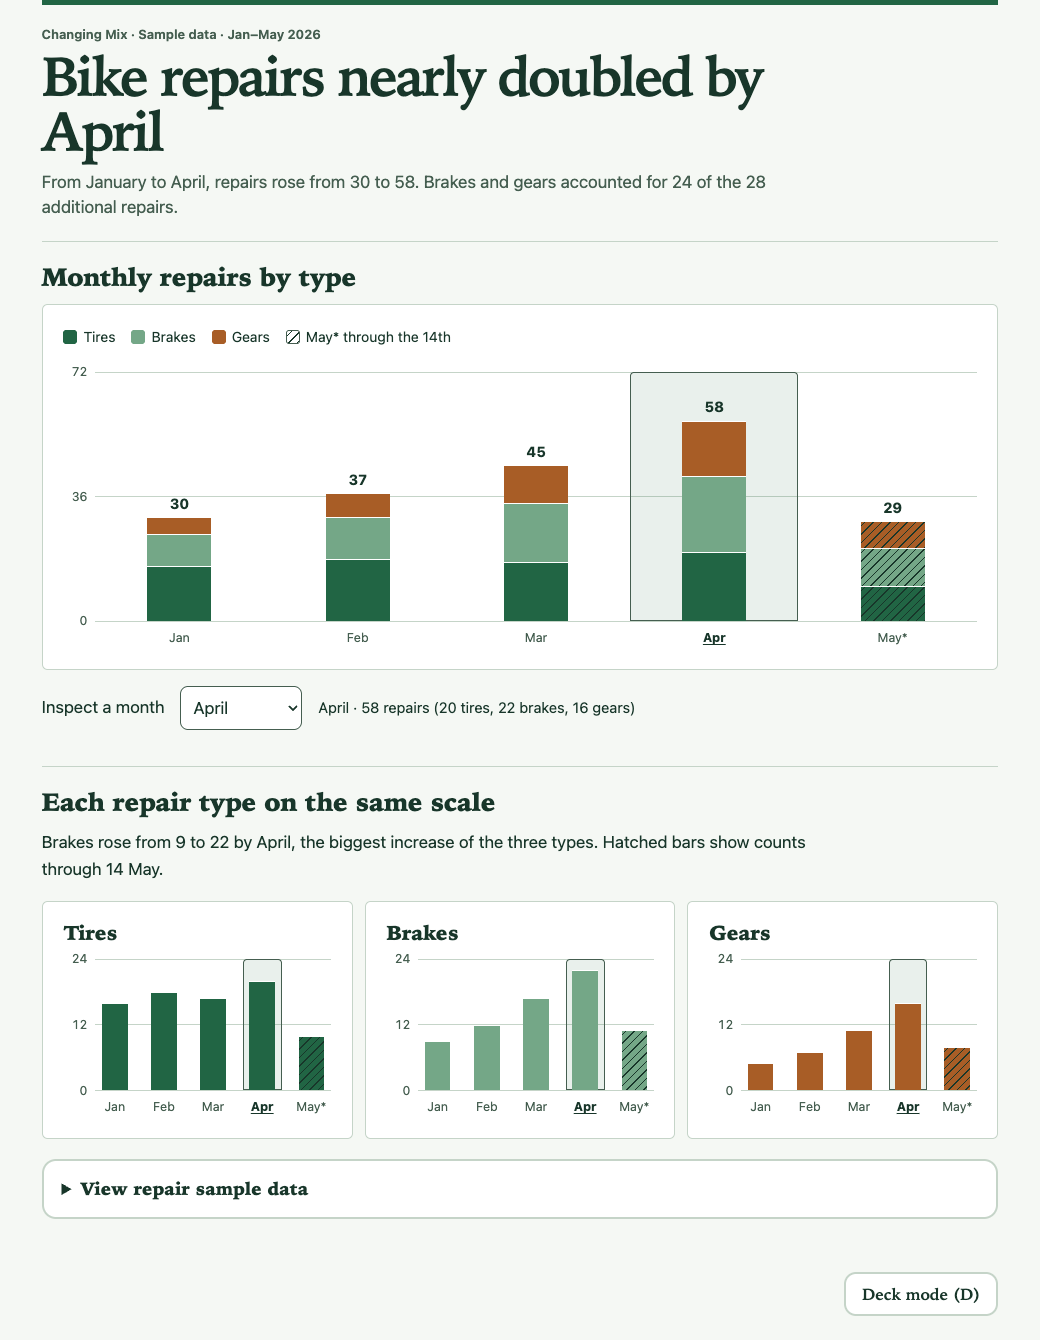 Changing Mix · Sample data · Jan–May 2026
Bike repairs nearly doubled by
April
From January to April, repairs rose from 30 to 58. Brakes and gears accounted for 24 of the 28
additional repairs.
Monthly repairs by type
Tires Brakes Gears May* through the 14th
72
36
0
30
37
45
58
29
Jan Feb Mar Apr May*
Inspect a month April April · 58 repairs (20 tires, 22 brakes, 16 gears)
Each repair type on the same scale
Brakes rose from 9 to 22 by April, the biggest increase of the three types. Hatched bars show counts
through 14 May.
Tires
24
12
0
Jan Feb Mar Apr May*
Brakes
24
12
0
Jan Feb Mar Apr May*
Gears
24
12
0
Jan Feb Mar Apr May*
View repair sample data
Deck mode (D)